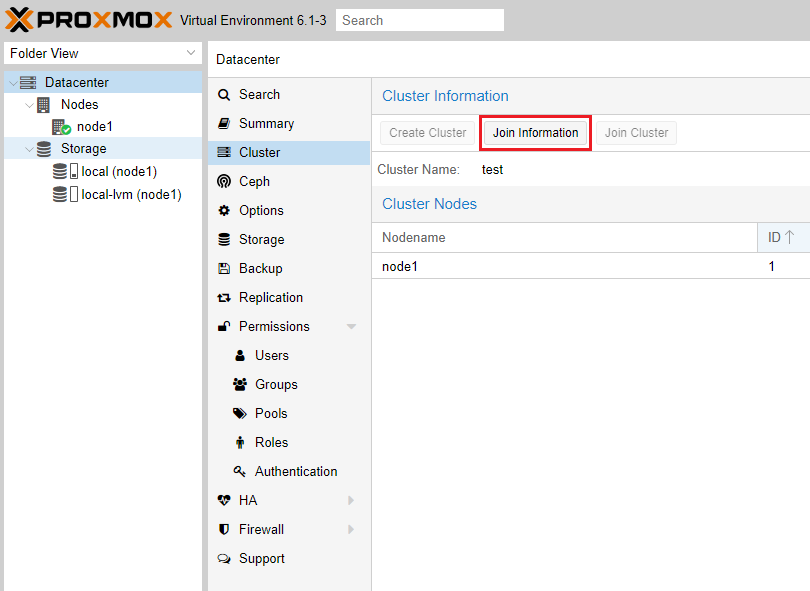 PROXMOX Virtual Environment 6.1-3 Search
Folder View
Datacenter
Nodes
node1
Storage
local (node1)
local-lvm (node1)
Datacenter
Search
Summary
Cluster
Ceph
Options
Storage
Backup
Replication
Permissions
Users
Groups
Pools
Roles
Authentication
HA
Firewall
Support
Cluster Information
Create Cluster Join Information Join Cluster
Cluster Name: test
Cluster Nodes
Nodename ID
node1 1